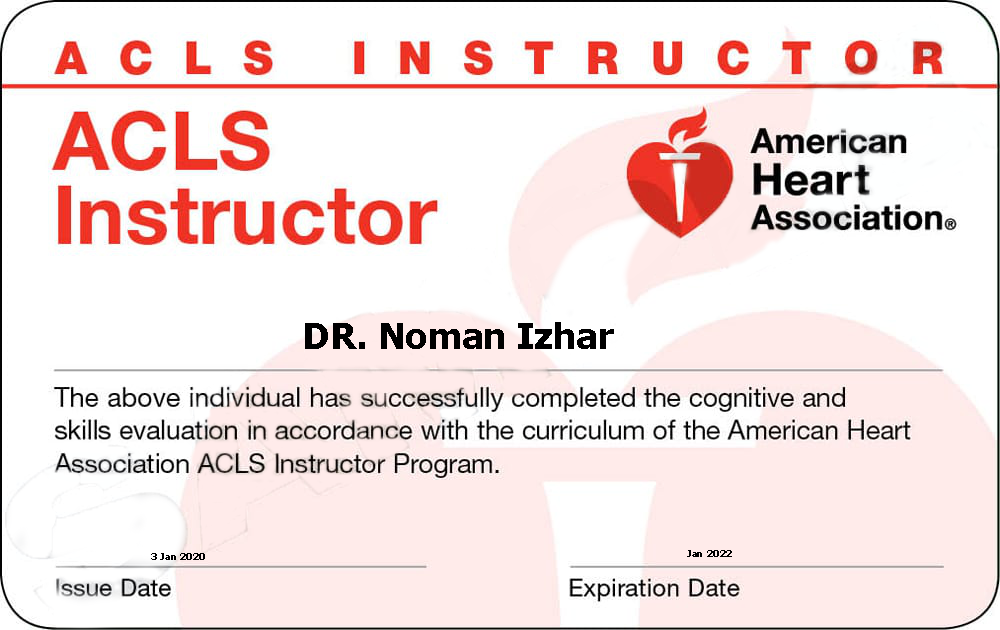 ACLS INSTRUCTOR
ACLS
Instructor
American
Heart
Association®
DR. Noman Izhar
The above individual has successfully completed the cognitive and
skills evaluation in accordance with the curriculum of the American Heart
Association ACLS Instructor Program.
3 Jan 2020
Jan 2022
Issue Date
Expiration Date